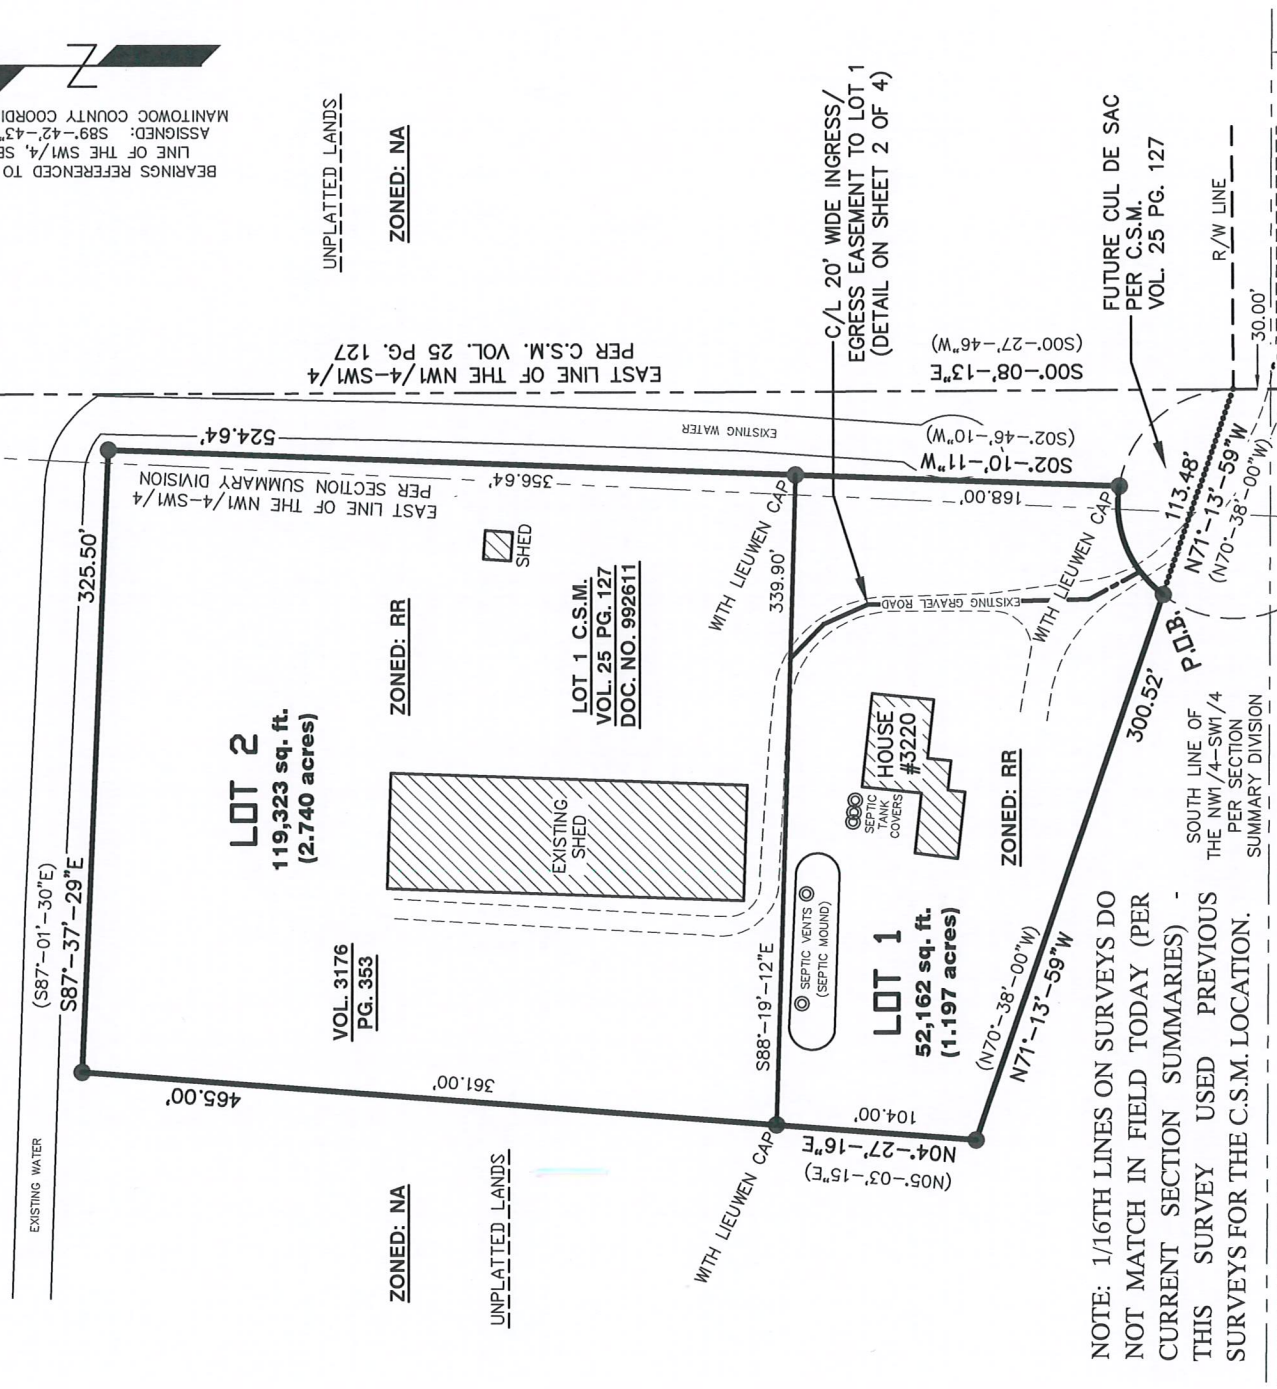 BEARINGS REFERENCED TO
LINE OF THE SW1/4,
ASSIGNED: S89°-42'-43"
MANITOWOC COUNTY
EXISTING WATER
(S87°-01'-30"E)
S87°-37'-29"E
325.50'
524.64'
EAST LINE OF THE NW1/4-SW1/4
PER SECTION SUMMARY DIVISION
356.64'
EAST LINE OF THE NW1/4-SW1/4
PER C.S.M. VOL. 25 PG. 127
UNPLATTED LANDS
ZONED: NA
EXISTING WATER
LOT 2
119,323 sq. ft.
(2.740 acres)
ZONED: RR
SHED
LOT 1 C.S.M.
VOL. 25 PG. 127
DOC. NO. 992611
VOL. 3176
PG. 353
EXISTING
SHED
465.00'
361.00'
ZONED: NA
UNPLATTED LANDS
WITH LIEUWEN CAP
S88°-19'-12"E
339.90'
WITH LIEUWEN CAP
C/L 20' WIDE INGRESS/
EGRESS EASEMENT TO LOT 1
(DETAIL ON SHEET 2 OF 4)
(S02°-46'-10"W)
S02°-10'-11"W
168.00'
(S00°-27'-46"W)
S00°-08'-13"E
EXISTING GRAVEL ROAD
WITH LIEUWEN CAP
HOUSE
#3220
SEPTIC
TANK
COVERS
SEPTIC VENTS
(SEPTIC MOUND)
LOT 1
52,162 sq. ft.
(1.197 acres)
ZONED: RR
104.00'
N04°-27'-16"E
(N05°-03'-15"E)
(N70°-38'-00"W)
N71°-13'-59"W
300.52'
P.O.B.
113.48'
N71°-13'-59"W
(N70°-38'-00"W)
FUTURE CUL DE SAC
PER C.S.M.
VOL. 25 PG. 127
R/W LINE
30.00'
SOUTH LINE OF
THE NW1/4-SW1/4
PER SECTION
SUMMARY DIVISION
NOTE: 1/16TH LINES ON SURVEYS DO
NOT MATCH IN FIELD TODAY (PER
CURRENT SECTION SUMMARIES) -
THIS SURVEY USED PREVIOUS
SURVEYS FOR THE C.S.M. LOCATION.